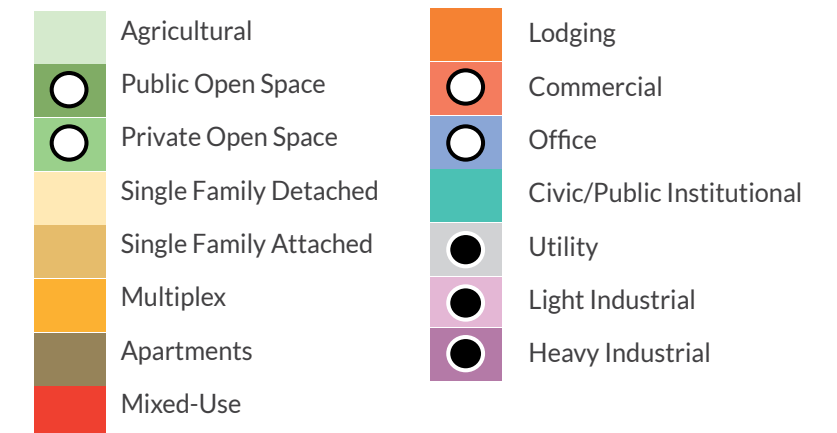 Agricultural
Public Open Space
Private Open Space
Single Family Detached
Single Family Attached
Multiplex
Apartments
Mixed-Use
Lodging
Commercial
Office
Civic/Public Institutional
Utility
Light Industrial
Heavy Industrial